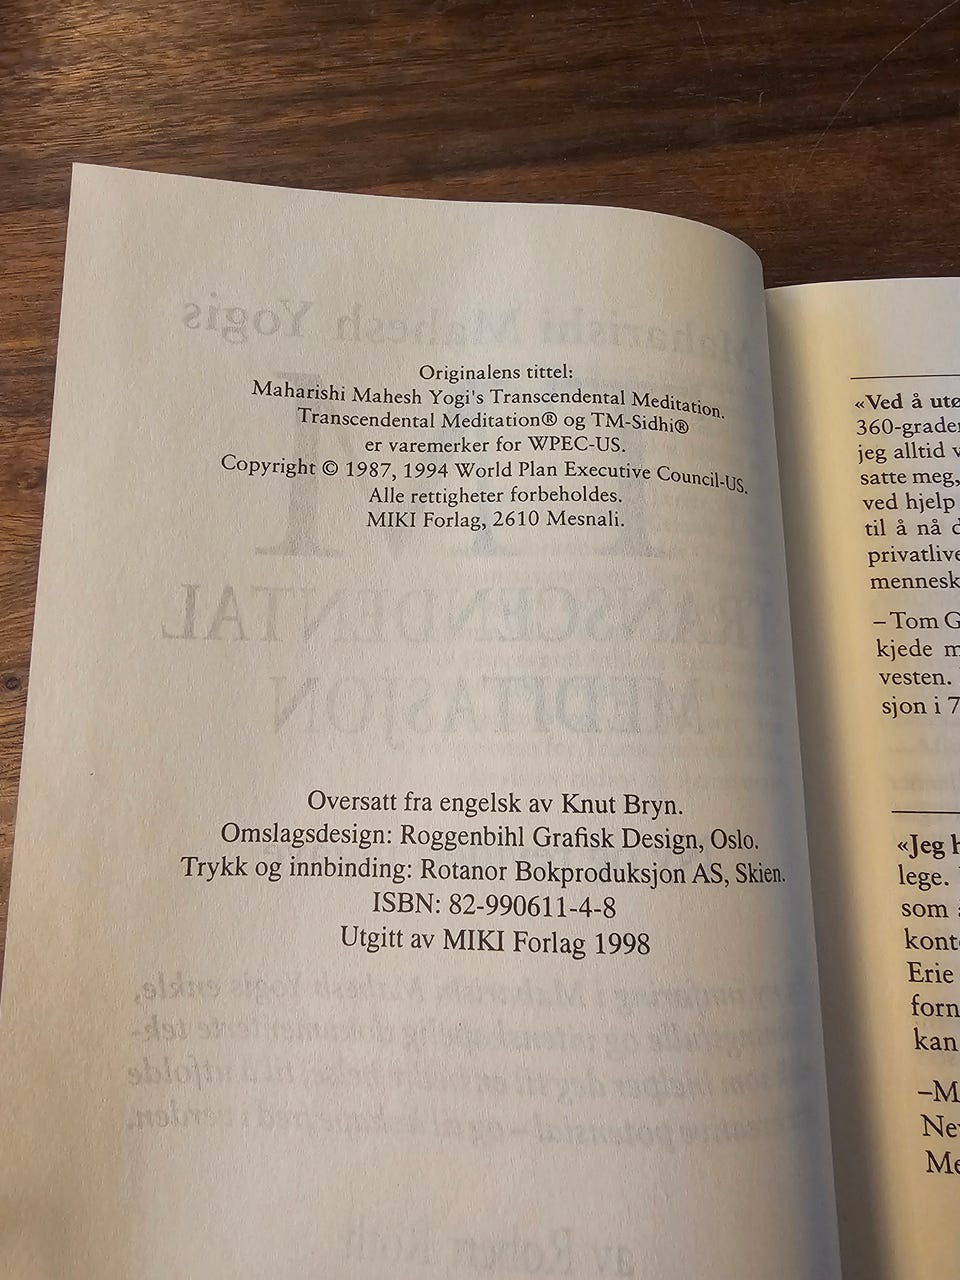 Originalens tittel:
Maharishi Mahesh Yogi's Transcendental Meditation.
Transcendental Meditation® og TM-Sidhi®
er varemerker for WPEC-US.
Copyright © 1987, 1994 World Plan Executive Council-US.
Alle rettigheter forbeholdes.
MIKI Forlag, 2610 Mesnali.
Oversatt fra engelsk av Knut Bryn.
Omslagsdesign: Roggenbihl Grafisk Design, Oslo.
Trykk og innbinding: Rotanor Bokproduksjon AS, Skien.
ISBN: 82-990611-4-8
Utgitt av MIKI Forlag 1998
«Ved å utø
360-grader
jeg alltid v
satte meg,
ved hjelp
til å nå d
privatlive
mennesk
– Tom G
kjede m
vesten.
sjon i 7
«Jeg h
lege.
som å
konto
Erie
forn
kan
–M
Nev
Me